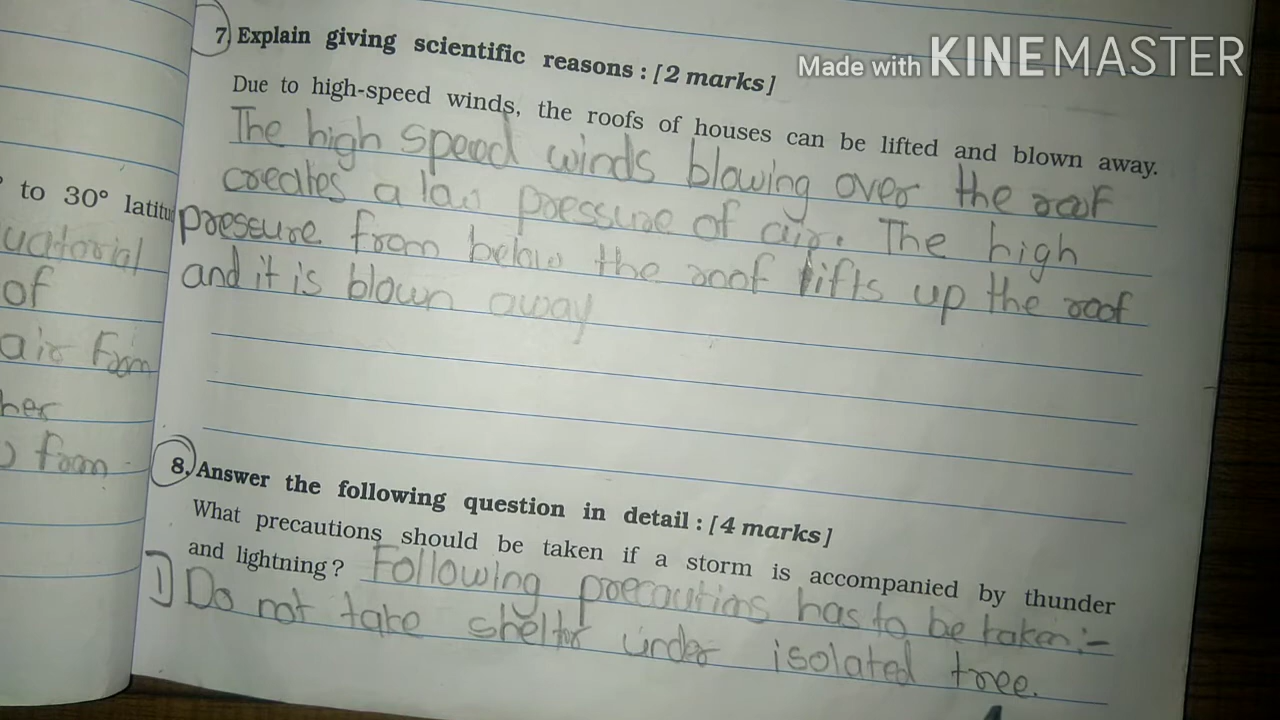 7. Explain giving scientific reasons : [2 marks]
Made with KINEMASTER
Due to high-speed winds, the roofs of houses can be lifted and blown away.
The high speed winds blowing over the roof
creates a low pressure of air. The high
pressure from below the roof lifts up the roof
and it is blown away
to 30° latitu
uatorial
of
air from
her
from
8. Answer the following question in detail : [4 marks]
What precautions should be taken if a storm is accompanied by thunder
and lightning? Following precautions has to be taken:-
1) Do not take shelter under isolated tree.